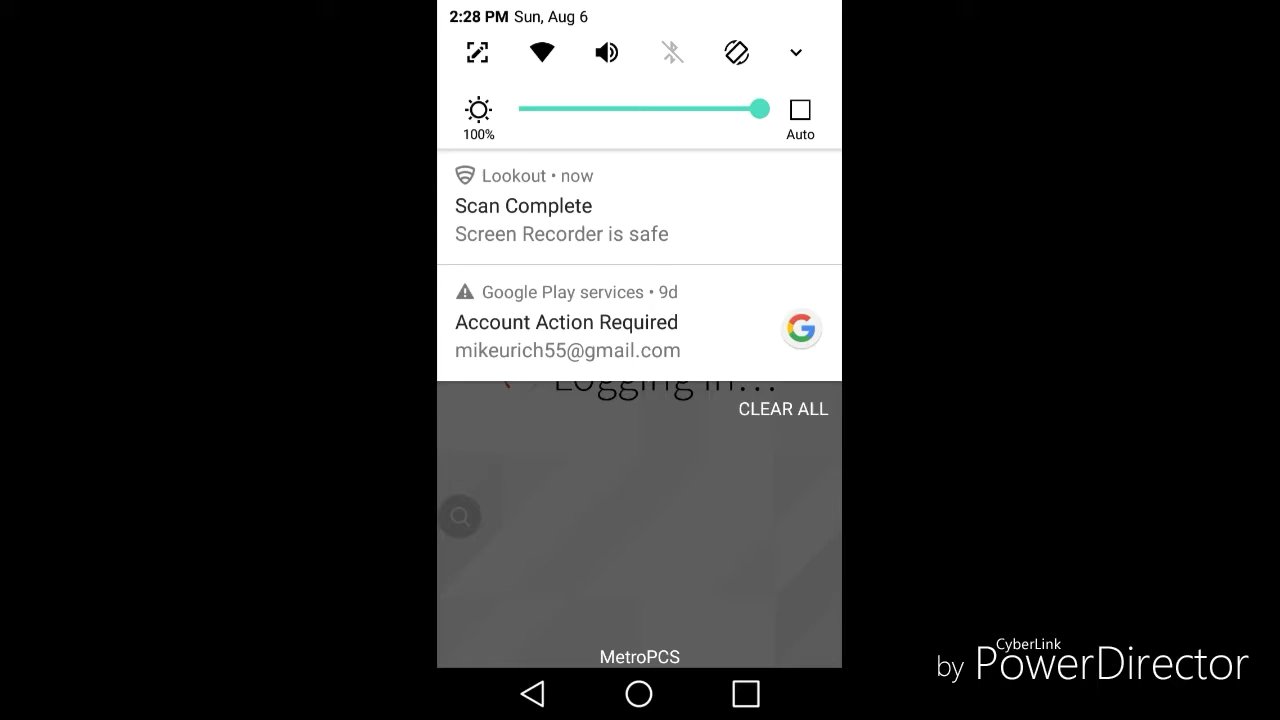 2:28 PM Sun, Aug 6
100%
Auto
Lookout • now
Scan Complete
Screen Recorder is safe
Google Play services • 9d
Account Action Required
mikeurich55@gmail.com
Logging in...
CLEAR ALL
MetroPCS
CyberLink
by PowerDirector